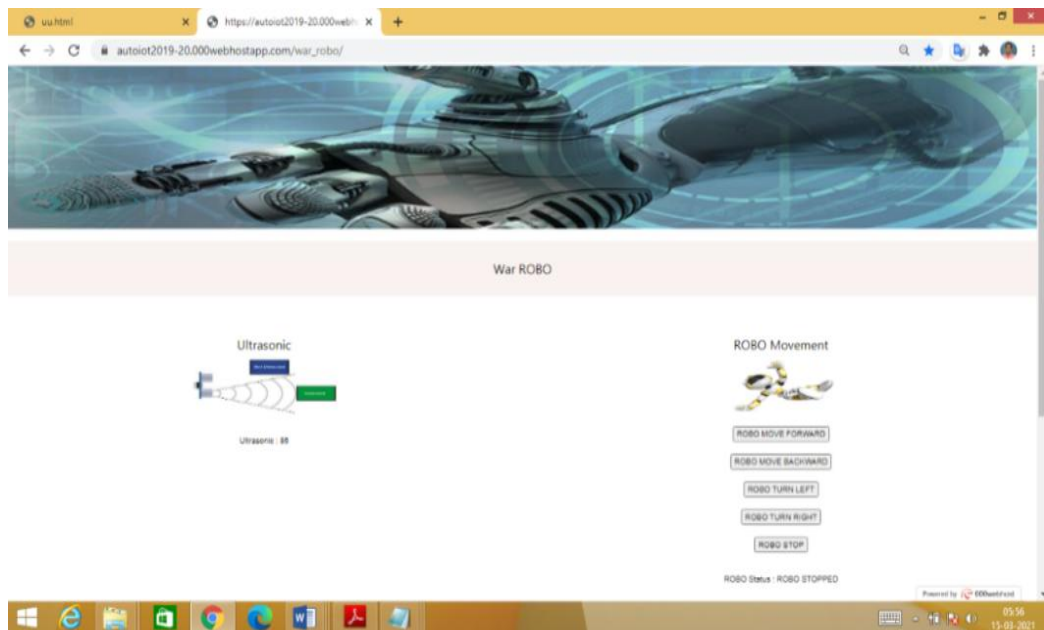 uu.html
https://autoiot2019-20.000webh
autoiot2019-20.000webhostapp.com/war_robo/
War ROBO
Ultrasonic
ROBO Movement
ROBO MOVE FORWARD
Ultrasonic :
ROBO MOVE BACKWARD
ROBO TURN LEFT
ROBO TURN RIGHT
ROBO STOP
ROBO Status : ROBO STOPPED
Powered by 000webhost
05:56
15-03-2021